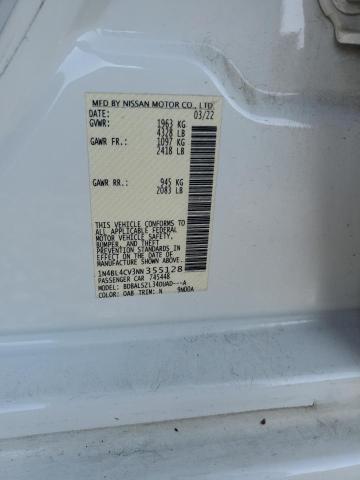 MFD BY NISSAN MOTOR CO., LTD
DATE: 03/22
GVWR: 1963 KG
4328 LB
GAWR FR.: 1097 KG
2418 LB
GAWR RR.: 945 KG
2083 LB
THIS VEHICLE CONFORMS TO ALL
APPLICABLE FEDERAL MOTOR
VEHICLE SAFETY, BUMPER, AND THEFT
PREVENTION STANDARDS IN
EFFECT ON THE DATE OF
MANUFACTURE SHOWN ABOVE.
1N4BL4CV3NN355128
PASSENGER CAR 745448
MODEL: BDBALSZL34DUAD---A
COLOR: QAB TRIM: N 9N00A